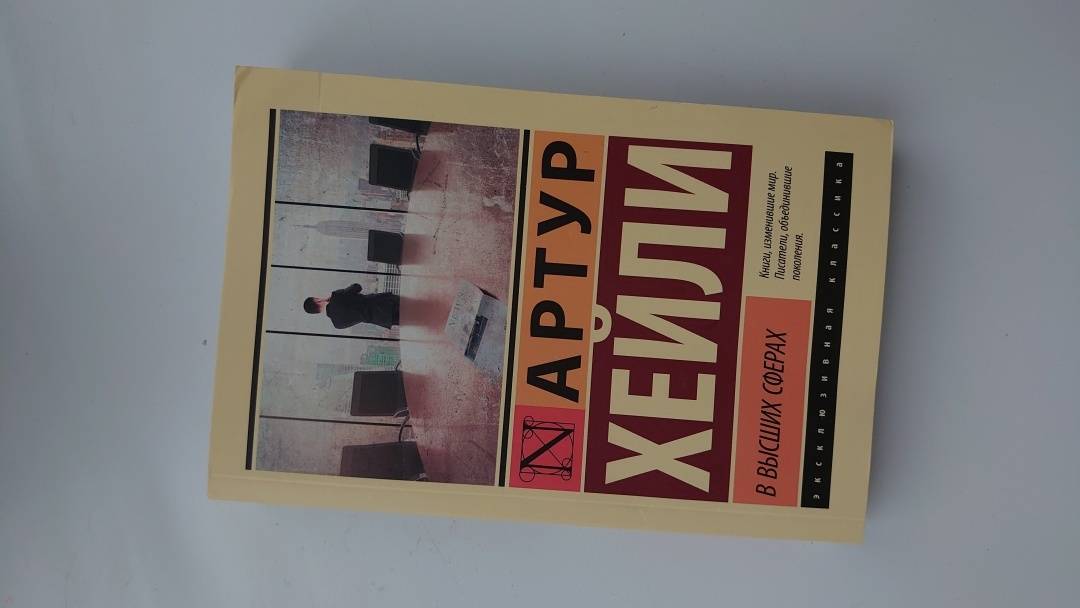 АРТУР
ХЕЙЛИ
Книги, изменившие мир.
Писатели, объединившие
поколения.
В ВЫСШИХ СФЕРАХ
эксклюзивная классика